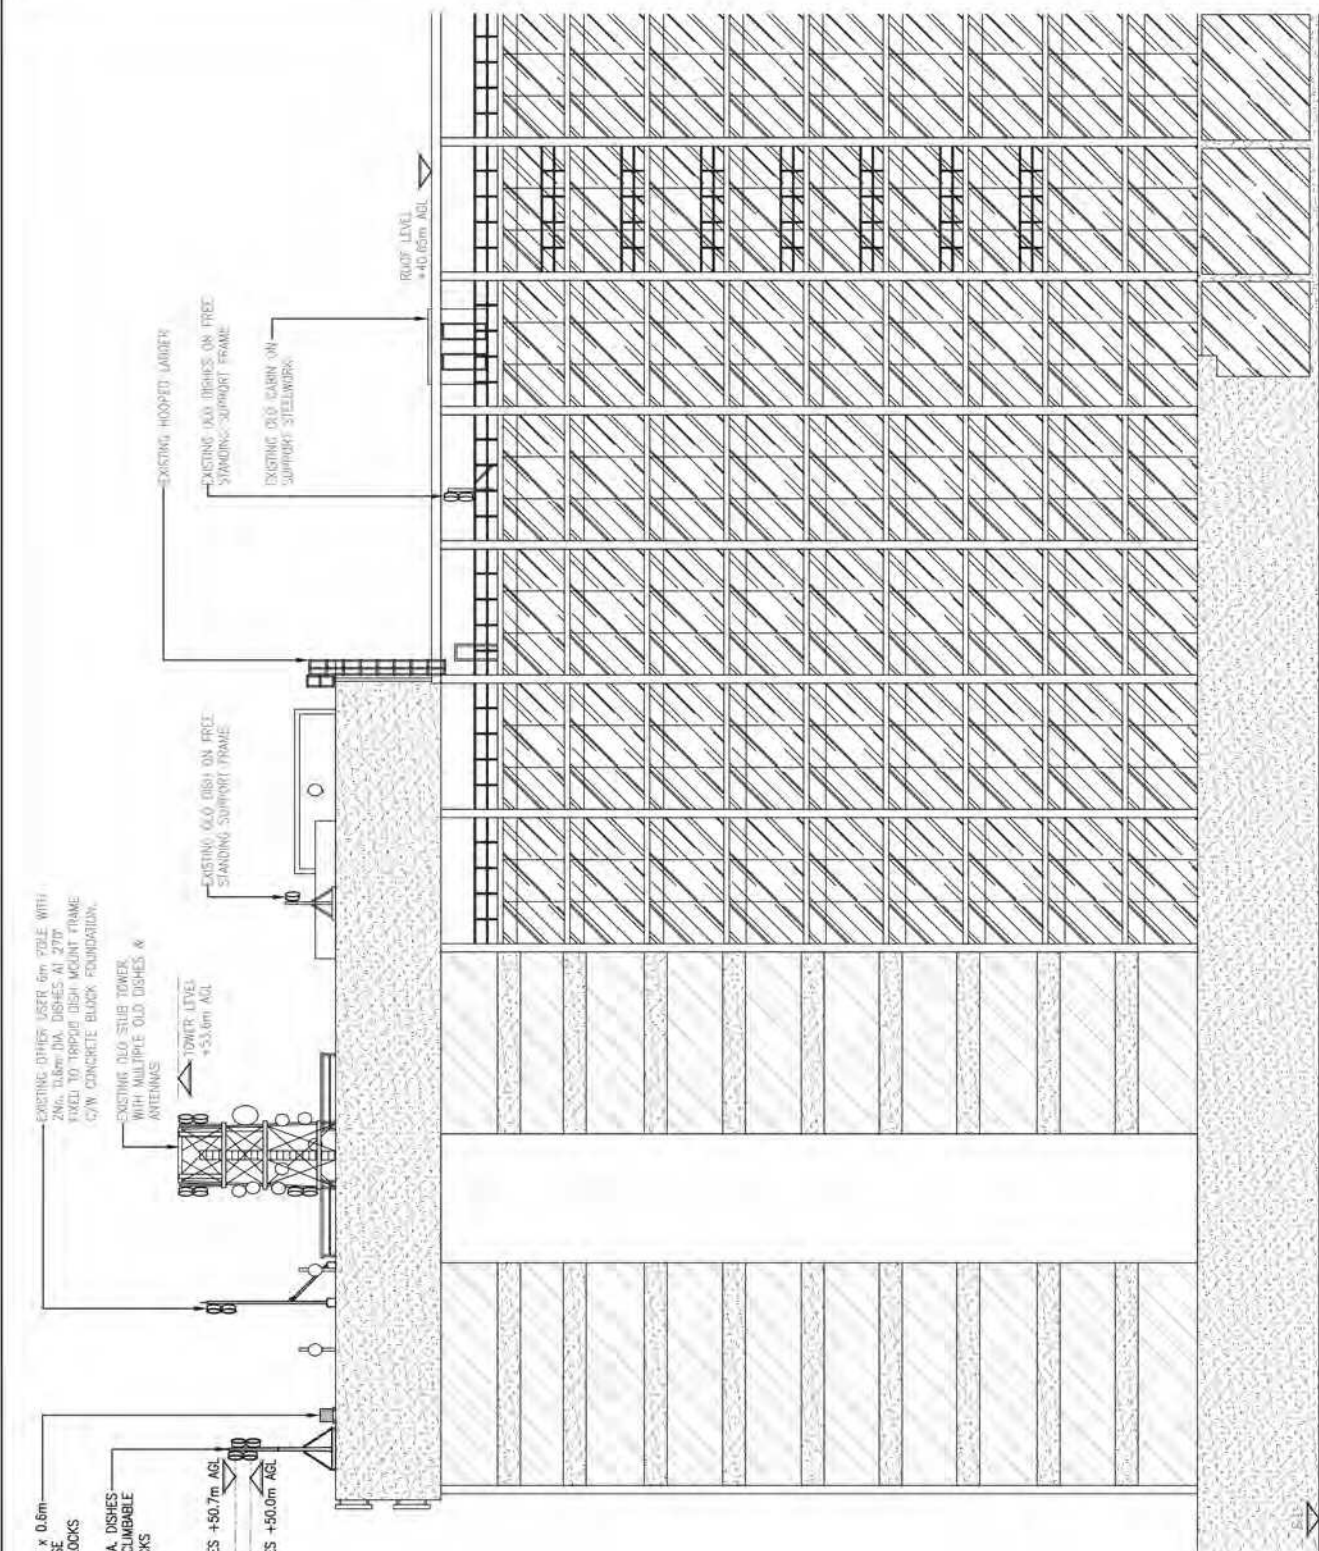 x 0.6m
SE
OCKS
A. DISHES
CLIMBABLE
CKS
ES +50.7m AGL
ES +50.0m AGL
EXISTING OTHER USER 6m POLE WITH
2No. 0.6m DIA. DISHES AT 270°
FIXED TO TRIPOD DISH MOUNT FRAME
C/W CONCRETE BLOCK FOUNDATION.
EXISTING OLO STUB TOWER
WITH MULTIPLE OLO DISHES &
ANTENNAS
TOWER LEVEL
+53.6m AGL
EXISTING OLO DISH ON FREE
STANDING SUPPORT FRAME
EXISTING HOOPED LADDER
EXISTING OLO DISHES ON FREE
STANDING SUPPORT FRAME
EXISTING OLO CABIN ON
SUPPORT STEELWORK
ROOF LEVEL
+40.65m AGL